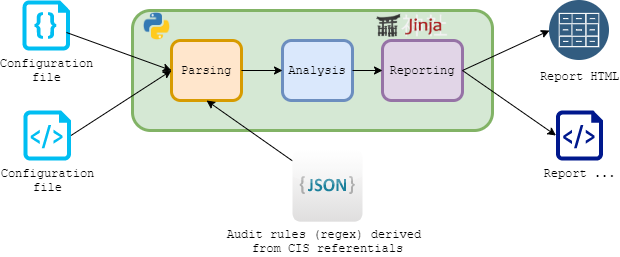 {}
Configuration
file
</>
Configuration
file
Parsing
Analysis
Jinja
Reporting
{JSON}
Audit rules (regex) derived
from CIS referentials
Report HTML
</>
Report ...